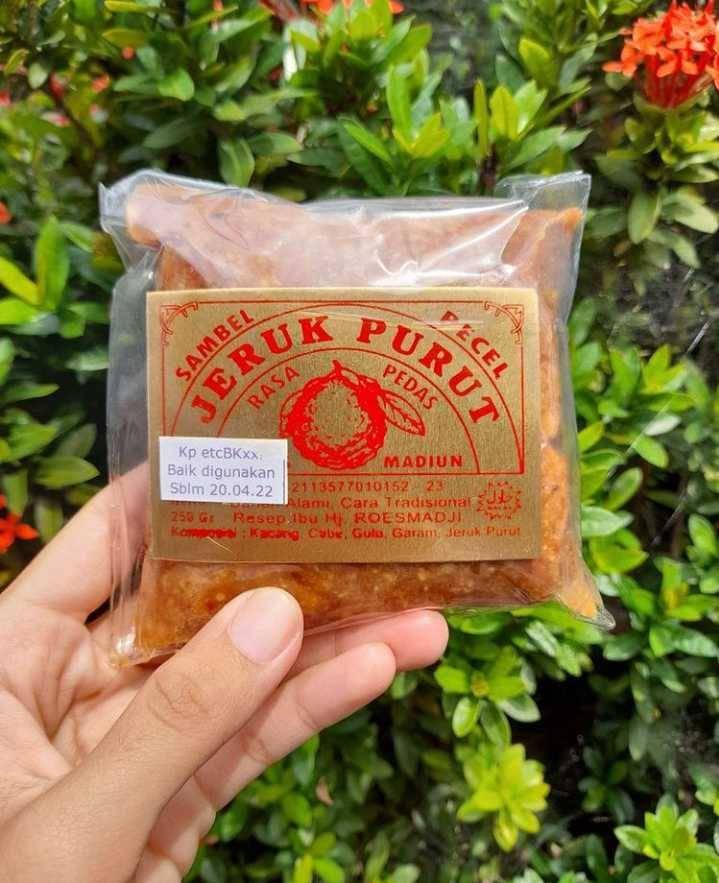 SAMBEL PECEL
JERUK PURUT
RASA PEDAS
MADIUN
Kp etcBKxx.
Baik digunakan
Sblm 20.04.22
2113577010152 - 23
Alami, Cara Tradisional
250 Gr Resep Ibu Hj. ROESMADJI
Komposisi : Kacang, Cabe, Gula, Garam, Jeruk Purut